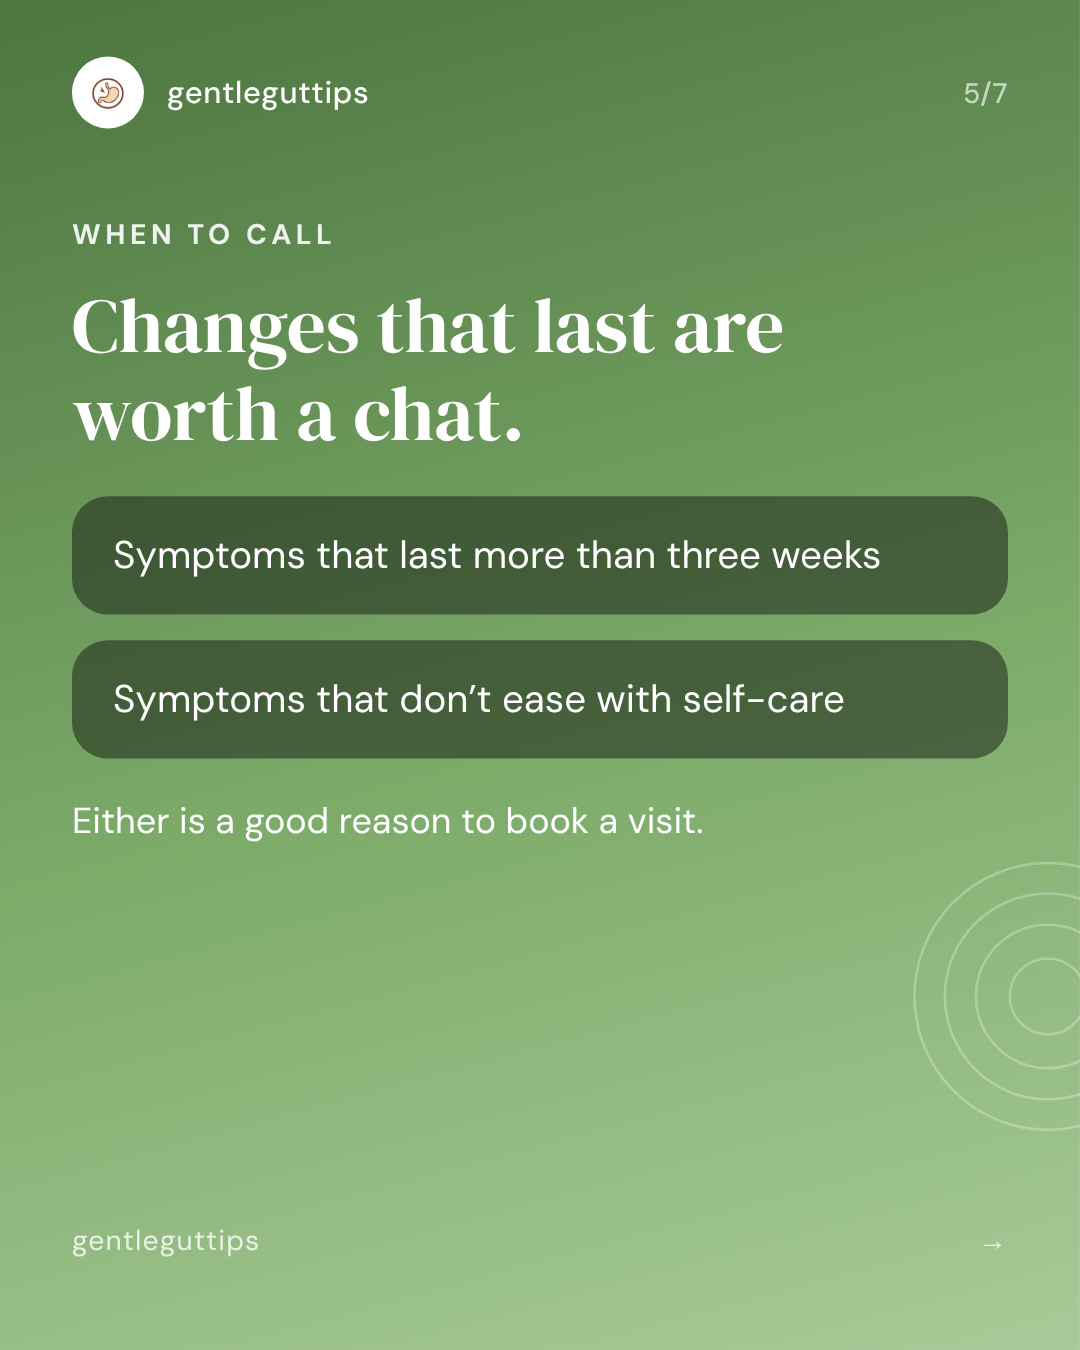 gentleguttips
5/7
WHEN TO CALL
Changes that last are
worth a chat.
Symptoms that last more than three weeks
Symptoms that don’t ease with self-care
Either is a good reason to book a visit.
gentleguttips
→